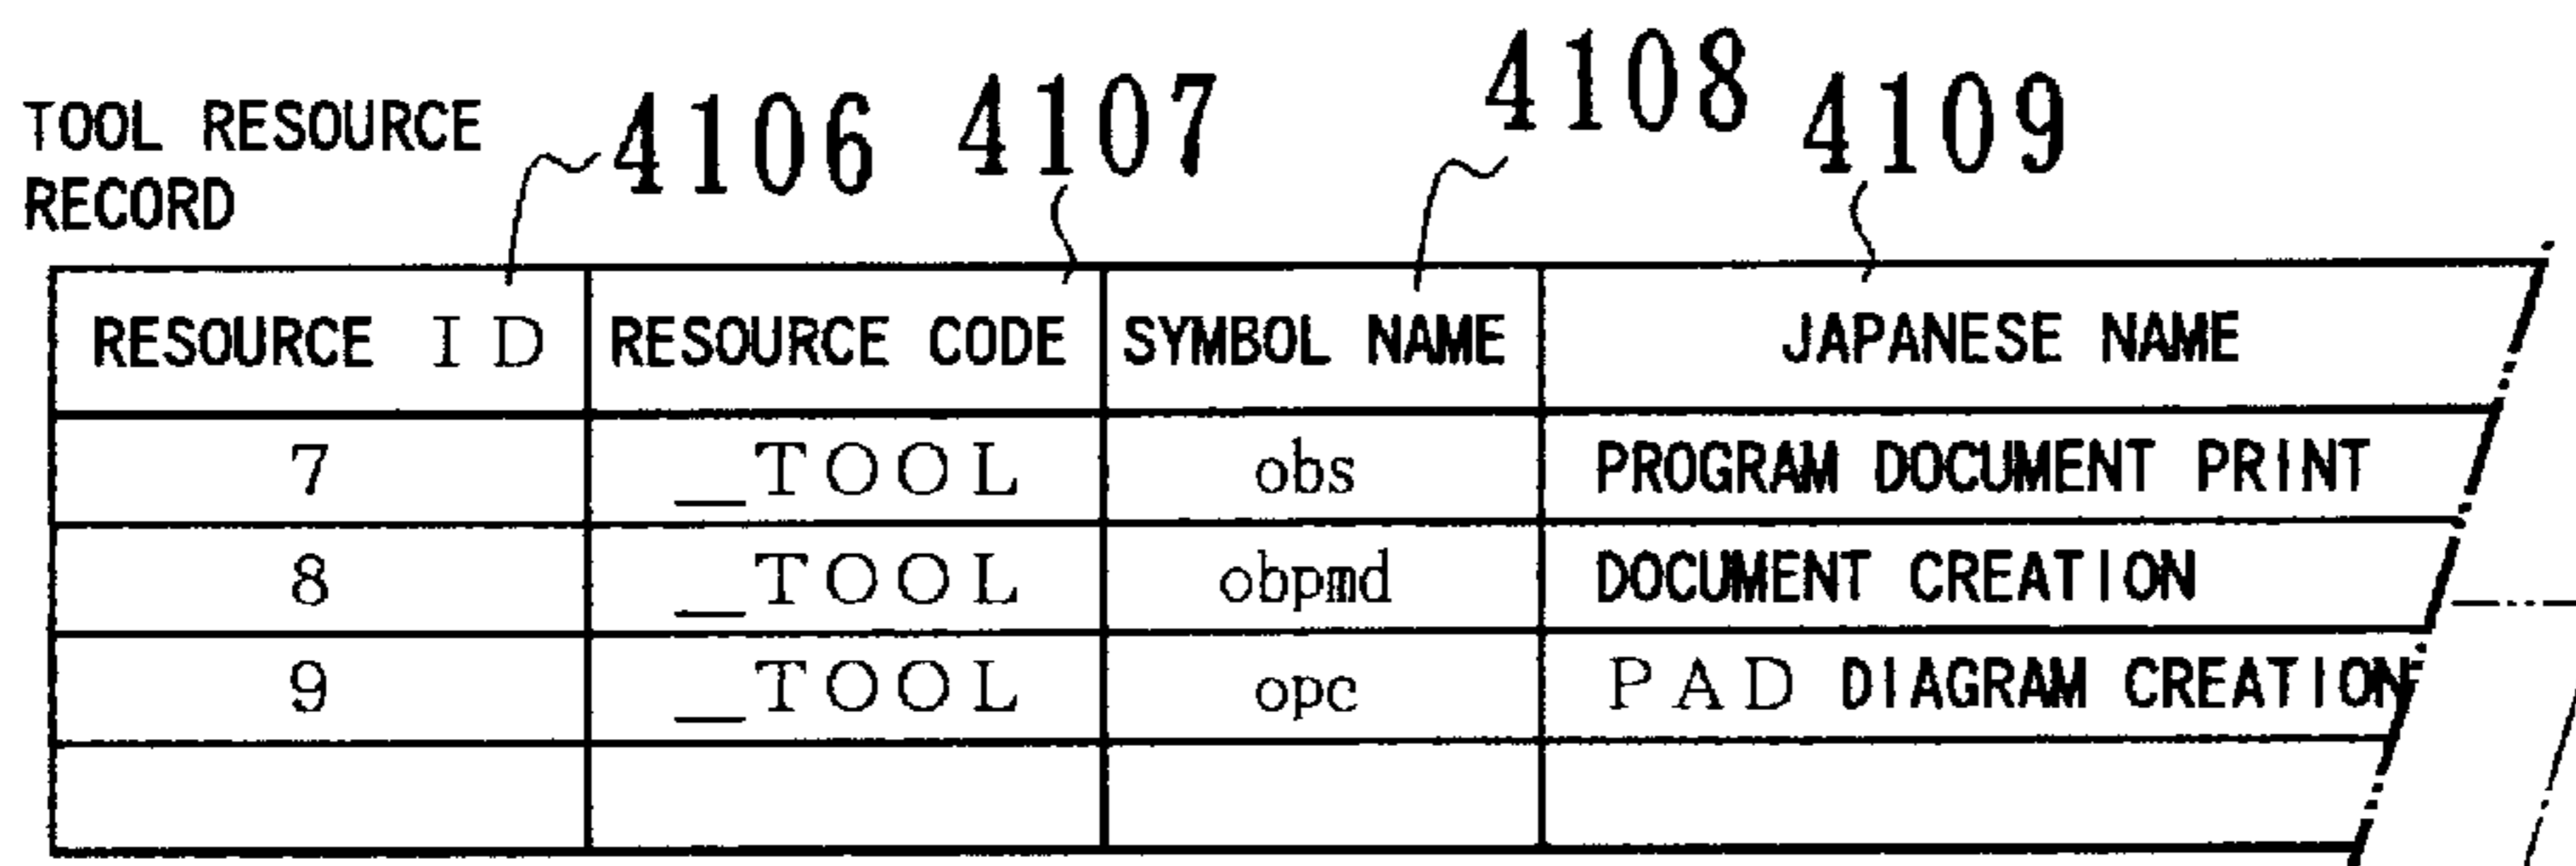 4108
4107
4109
4106
TOOL RESOURCE
RECORD
RESOURCE ID RESOURCE CODE SYMBOL NAME JAPANESE NAME
7 _TOOL obs PROGRAM DOCUMENT PRINT
8 _TOOL obpmd DOCUMENT CREATION
9 _TOOL opc PAD DIAGRAM CREATION